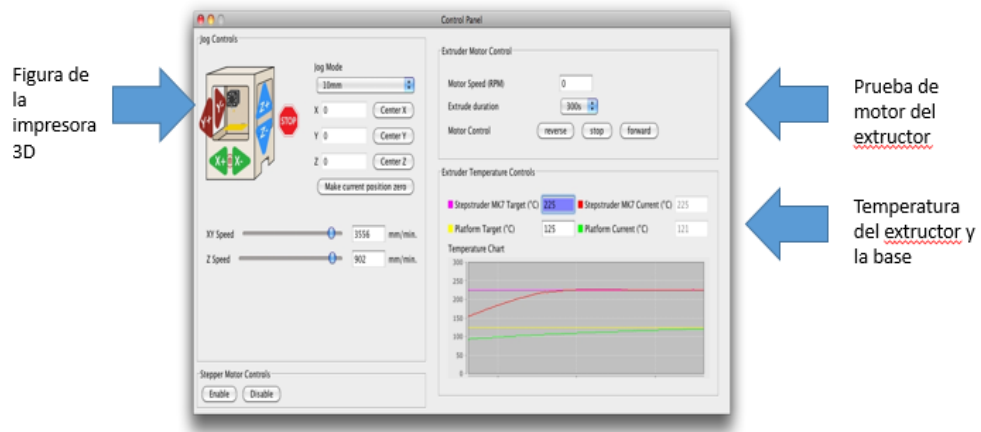 Control Panel
Figura de
la
impresora
3D
Jog Controls
Y+ Y-
Z+
Z-
X+ 0 X-
STOP
Jog Mode
10mm
X 0 Center X
Y 0 Center Y
Z 0 Center Z
Make current position zero
XY Speed 3556 mm/min.
Z Speed 902 mm/min.
Stepper Motor Controls
Enable Disable
Extruder Motor Control
Motor Speed (RPM) 0
Extrude duration 300s
Motor Control reverse stop forward
Extruder Temperature Controls
Stepstruder MK7 Target (°C) 225 Stepstruder MK7 Current (°C) 225
Platform Target (°C) 125 Platform Current (°C) 121
Temperature Chart
300
250
200
150
100
50
0
Prueba de
motor del
extructor
Temperatura
del extructor y
la base